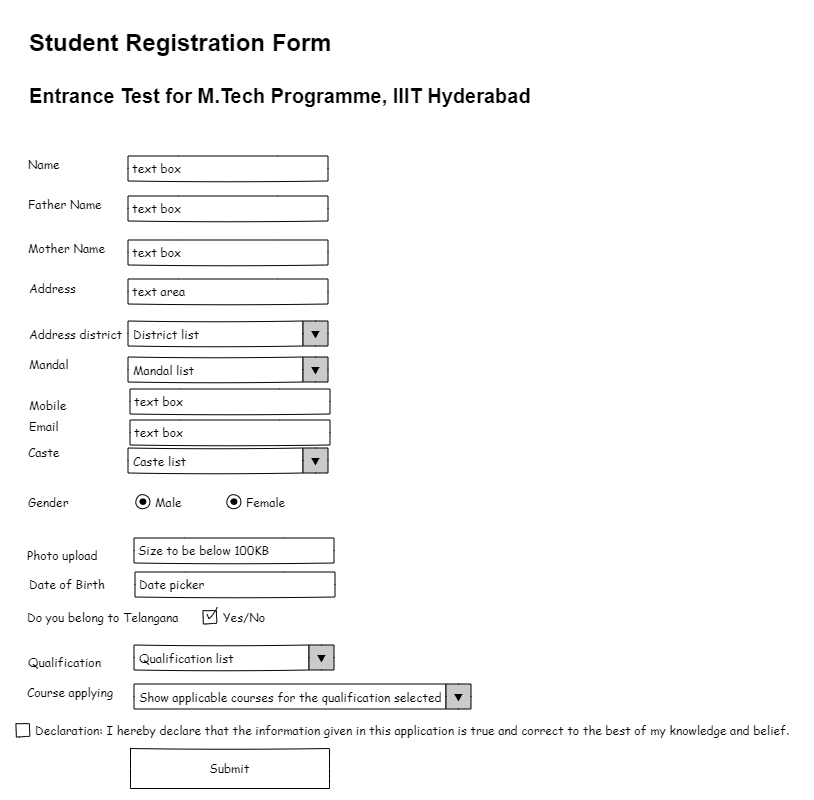 Student Registration Form
Entrance Test for M.Tech Programme, IIIT Hyderabad
Name text box
Father Name text box
Mother Name text box
Address text area
Address district District list
Mandal Mandal list
Mobile text box
Email text box
Caste Caste list
Gender Male Female
Photo upload Size to be below 100KB
Date of Birth Date picker
Do you belong to Telangana Yes/No
Qualification Qualification list
Course applying Show applicable courses for the qualification selected
Declaration: I hereby declare that the information given in this application is true and correct to the best of my knowledge and belief.
Submit